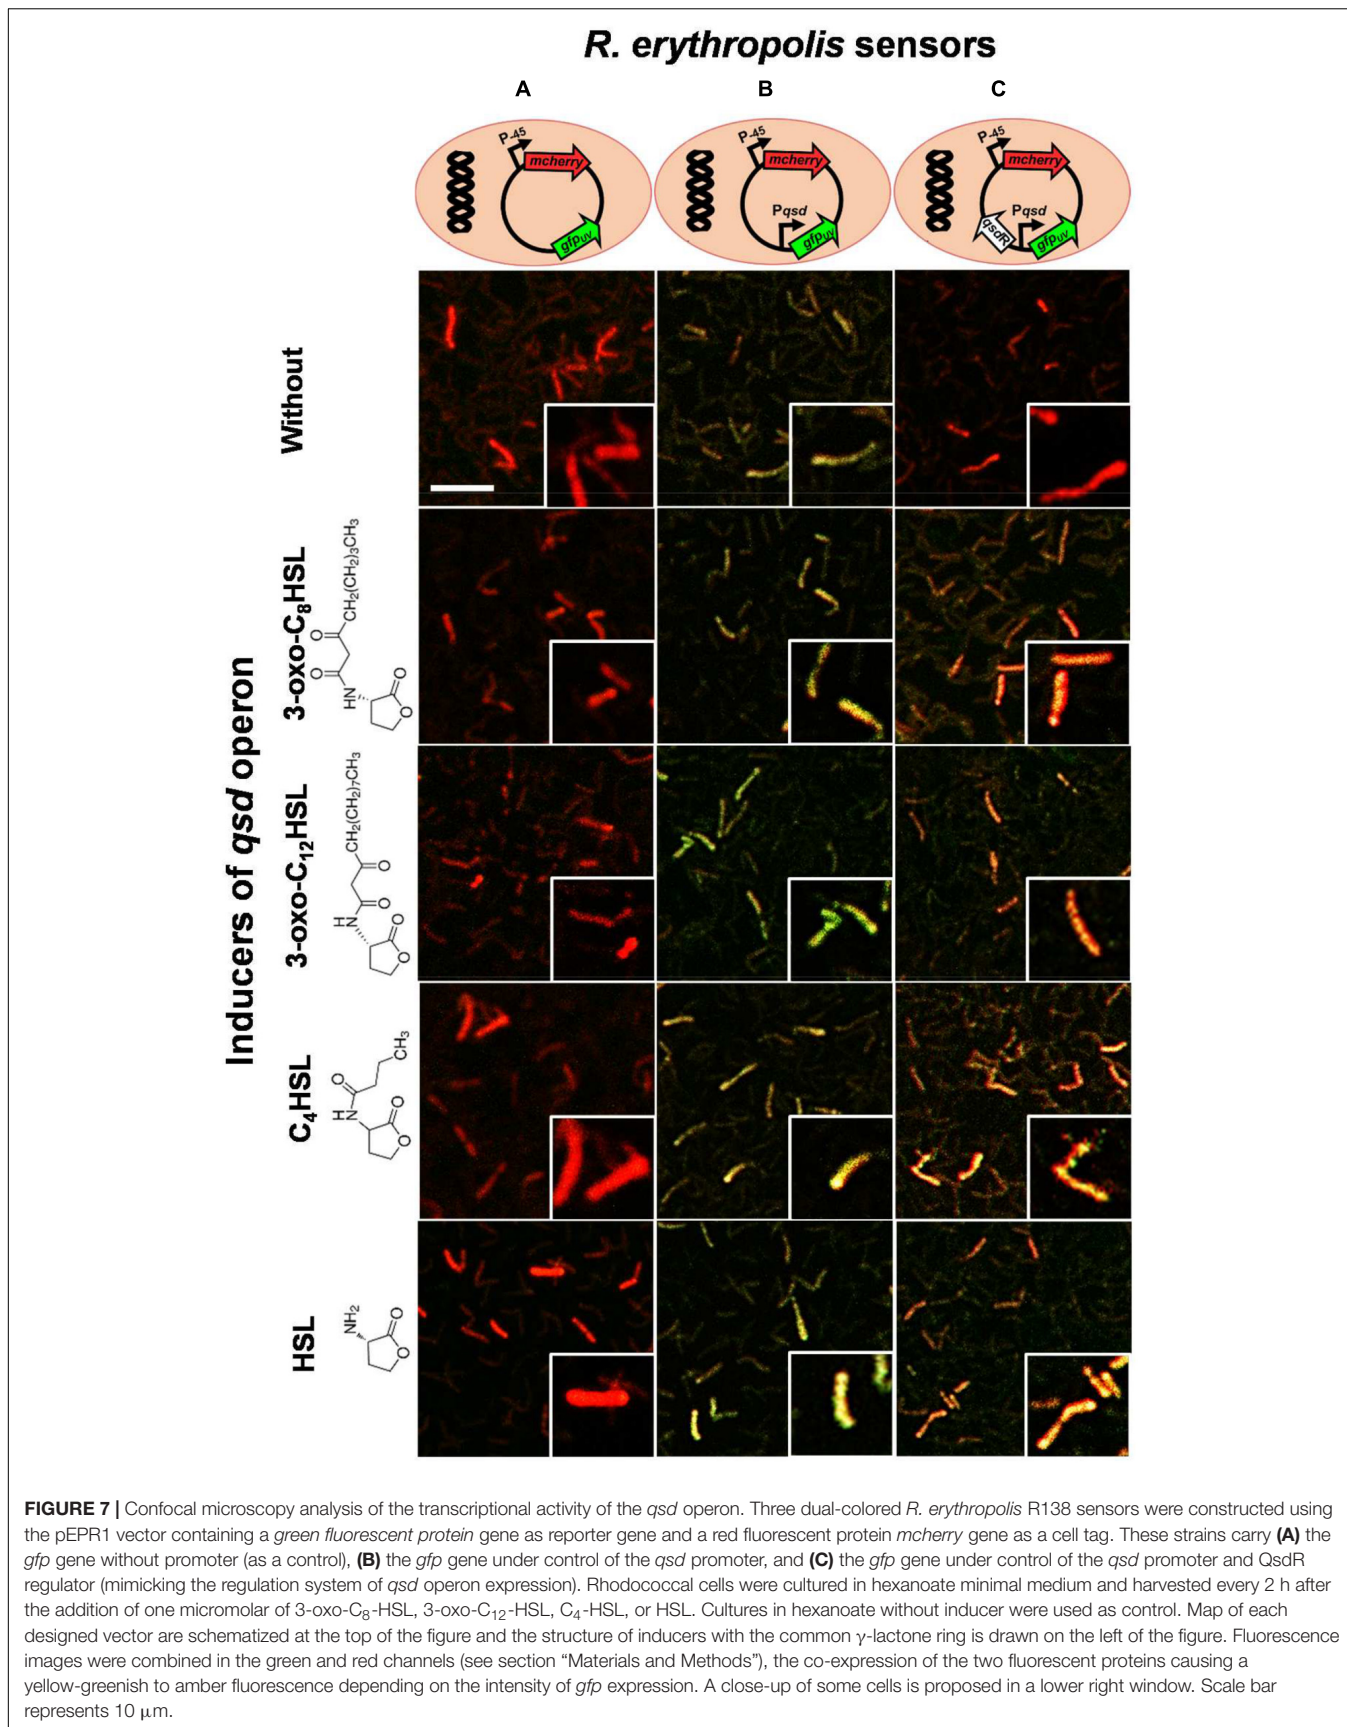 R. erythropolis sensors
A B C
P-45 P-45 P-45
mcherry mcherry mcherry
Pqsd Pqsd
gfpUV gfpUV qsdR gfpUV
Inducers of qsd operon
Without
3-oxo-C8HSL
CH2(CH2)3CH3
O
O
HN
O
O
3-oxo-C12HSL
CH2(CH2)7CH3
O
O
H
N
O
O
C4HSL
CH3
O
H
N
O
O
HSL
NH2
O
O
FIGURE 7 | Confocal microscopy analysis of the transcriptional activity of the qsd operon. Three dual-colored R. erythropolis R138 sensors were constructed using
the pEPR1 vector containing a green fluorescent protein gene as reporter gene and a red fluorescent protein mcherry gene as a cell tag. These strains carry (A) the
gfp gene without promoter (as a control), (B) the gfp gene under control of the qsd promoter, and (C) the gfp gene under control of the qsd promoter and QsdR
regulator (mimicking the regulation system of qsd operon expression). Rhodococcal cells were cultured in hexanoate minimal medium and harvested every 2 h after
the addition of one micromolar of 3-oxo-C8-HSL, 3-oxo-C12-HSL, C4-HSL, or HSL. Cultures in hexanoate without inducer were used as control. Map of each
designed vector are schematized at the top of the figure and the structure of inducers with the common γ-lactone ring is drawn on the left of the figure. Fluorescence
images were combined in the green and red channels (see section “Materials and Methods”), the co-expression of the two fluorescent proteins causing a
yellow-greenish to amber fluorescence depending on the intensity of gfp expression. A close-up of some cells is proposed in a lower right window. Scale bar
represents 10 μm.